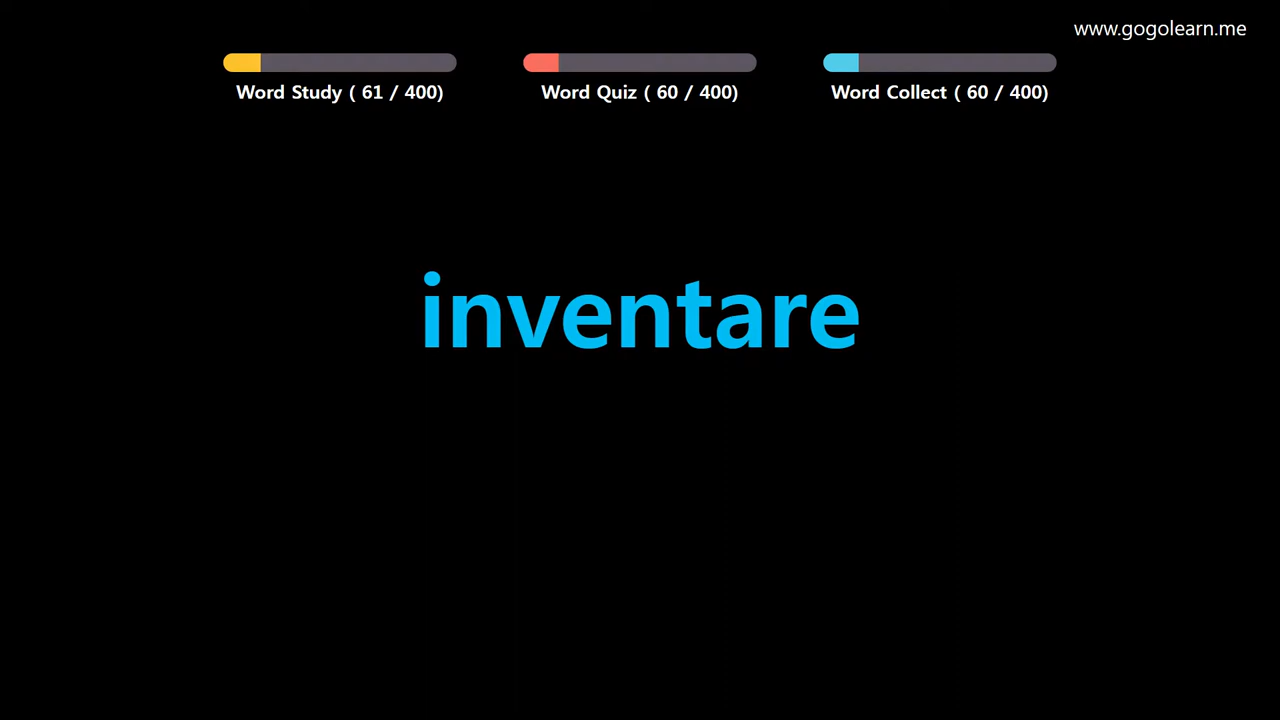 www.gogolearn.me
Word Study ( 61 / 400)
Word Quiz ( 60 / 400)
Word Collect ( 60 / 400)
inventare